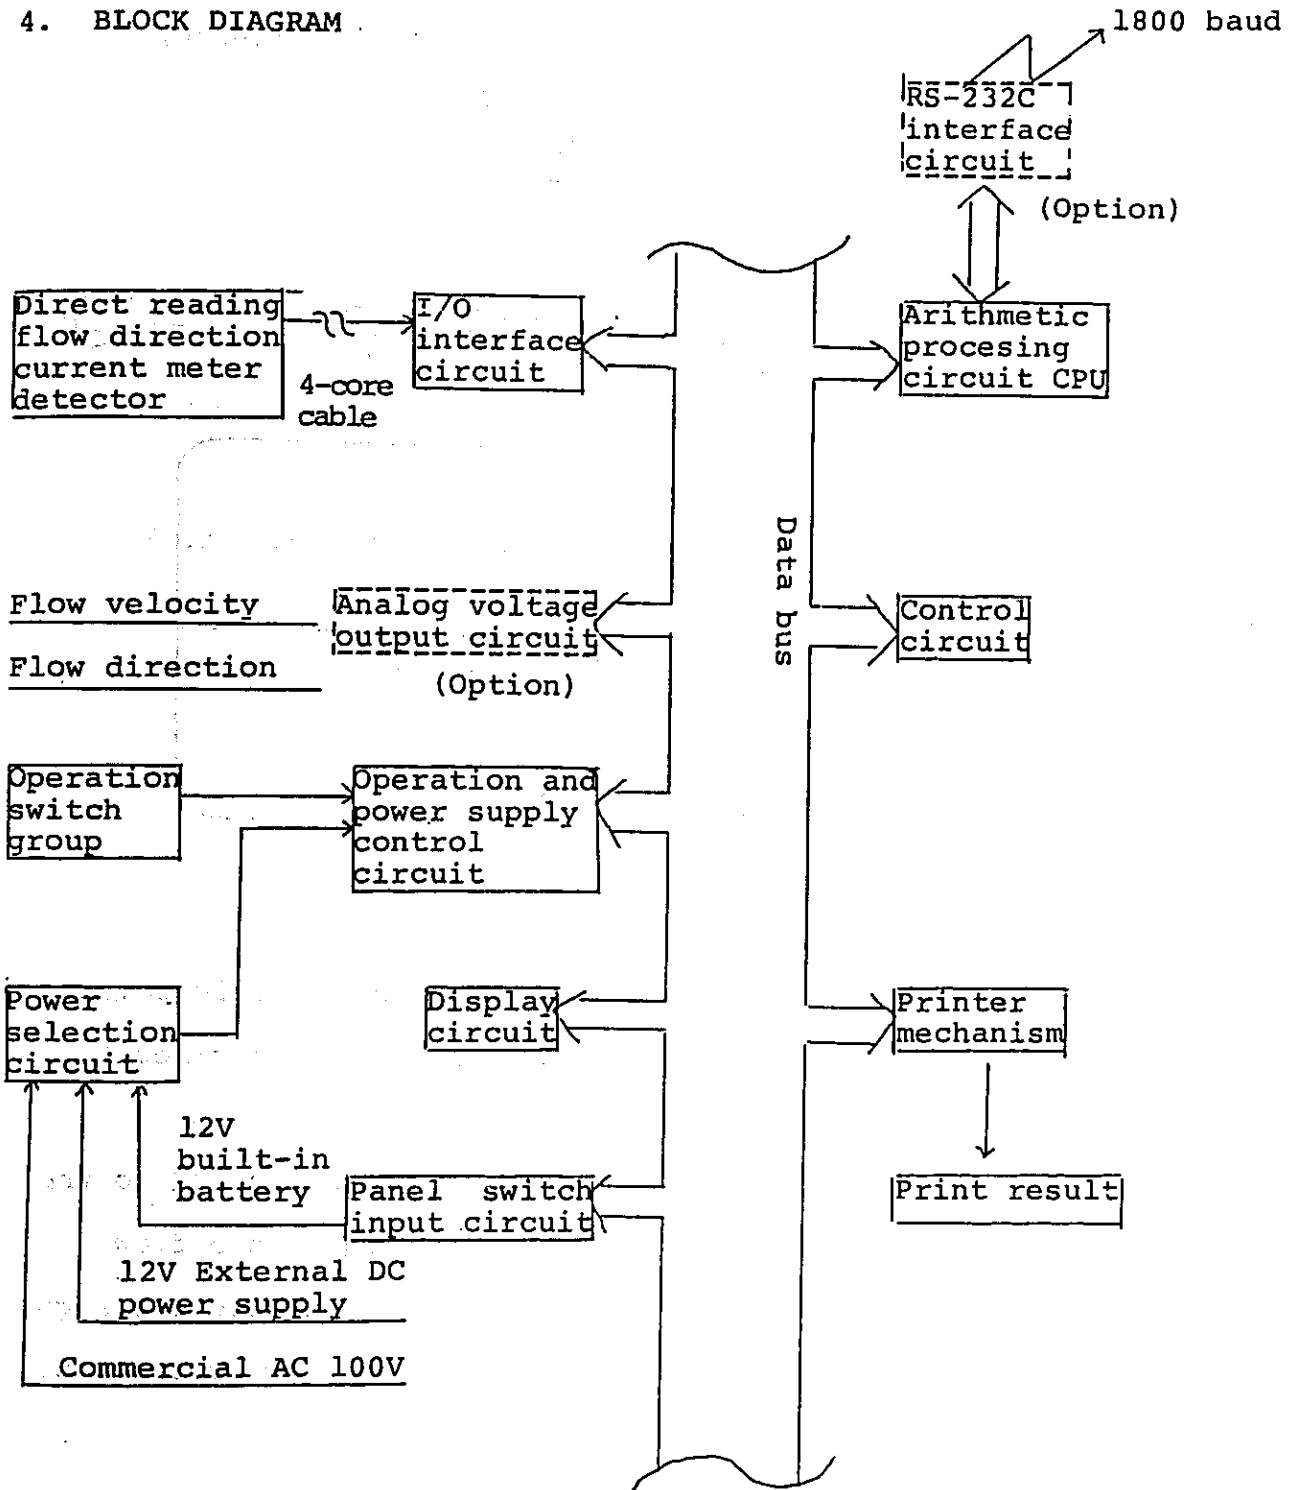 4. BLOCK DIAGRAM
1800 baud
RS-232C
interface
circuit
(Option)
Direct reading
flow direction
current meter
detector
4-core
cable
I/O
interface
circuit
Arithmetic
procesing
circuit CPU
Data bus
Flow velocity
Flow direction
Analog voltage
output circuit
(Option)
Control
circuit
Operation
switch
group
Operation and
power supply
control
circuit
Power
selection
circuit
Display
circuit
Printer
mechanism
12V
built-in
battery
Panel switch
input circuit
Print result
12V External DC
power supply
Commercial AC 100V